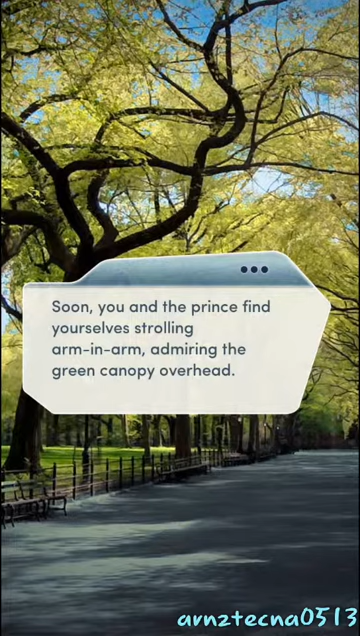 Soon, you and the prince find
yourselves strolling
arm-in-arm, admiring the
green canopy overhead.
arnztecna0513